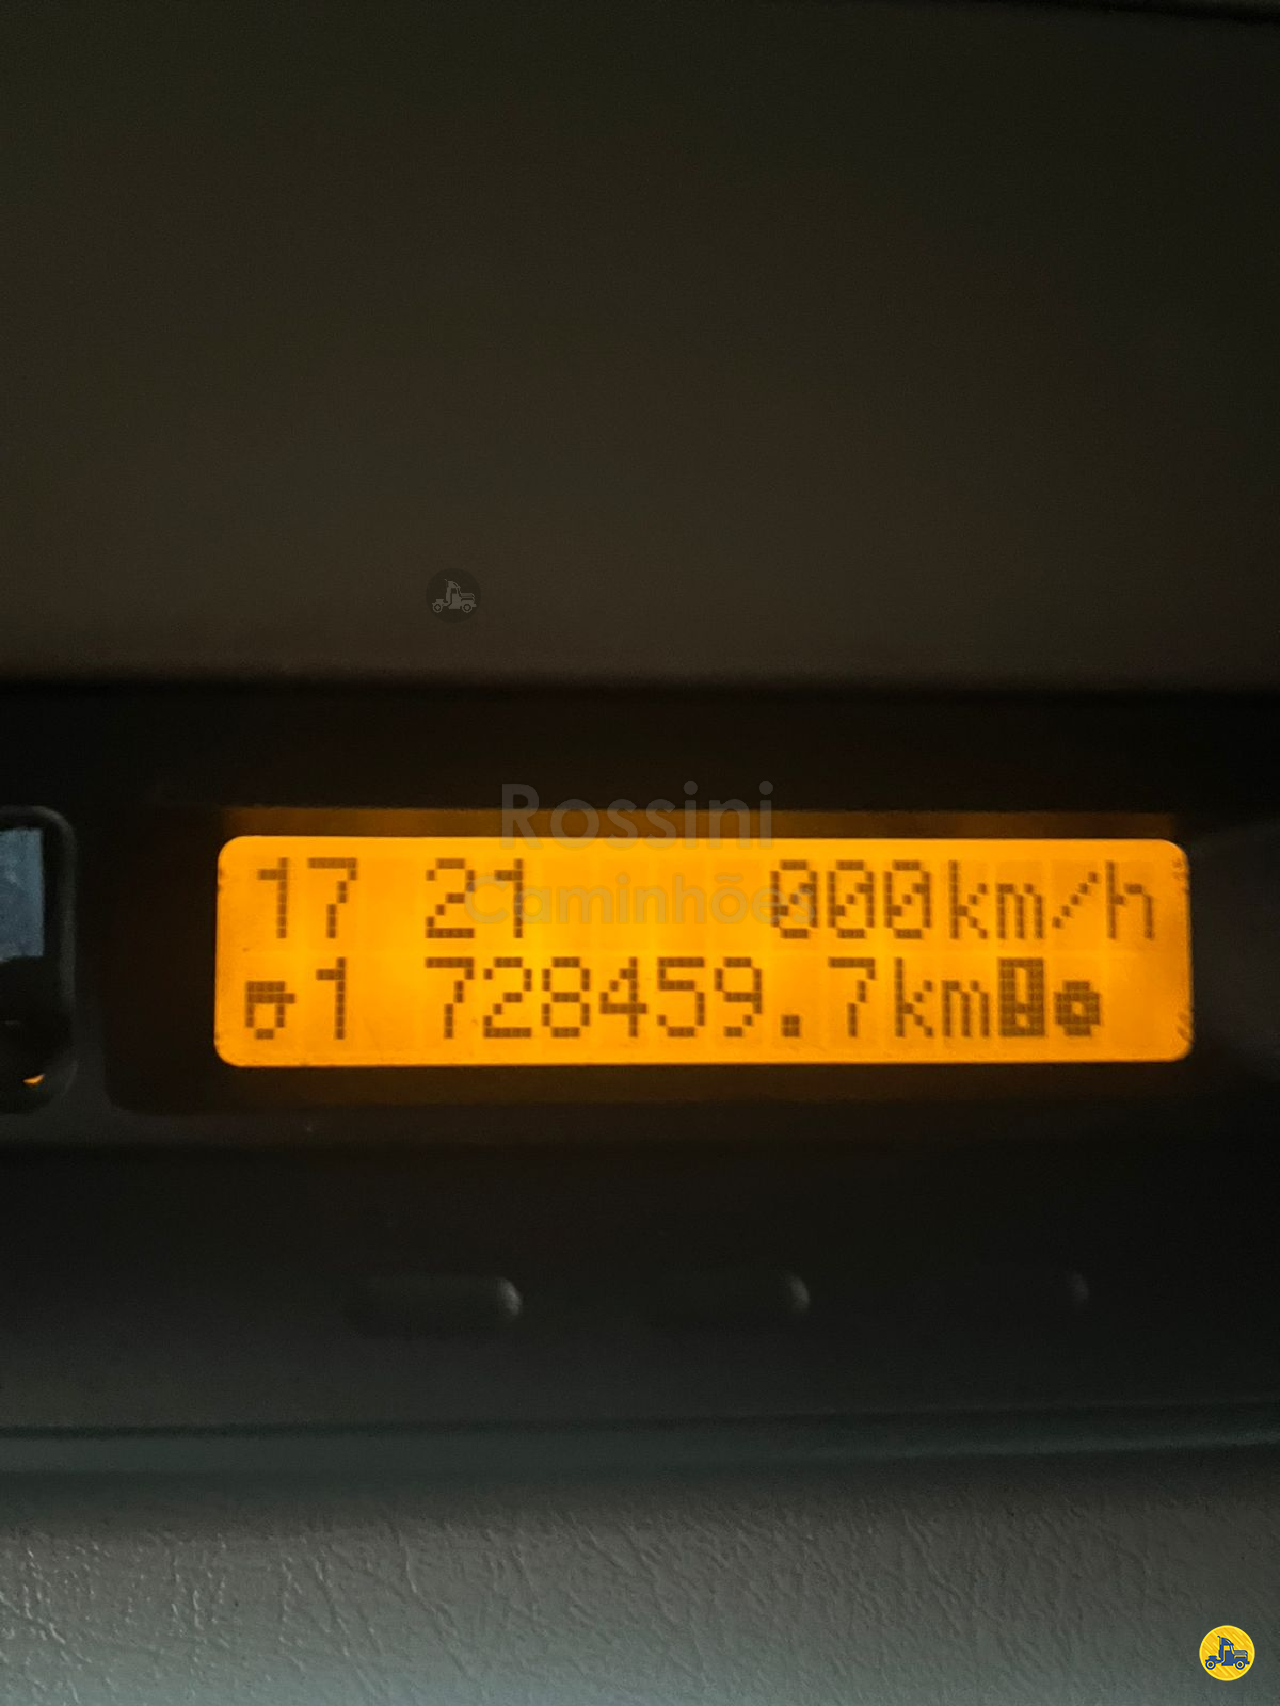 Rossini
Caminhões
17 21 000km/h
1 728459.7km